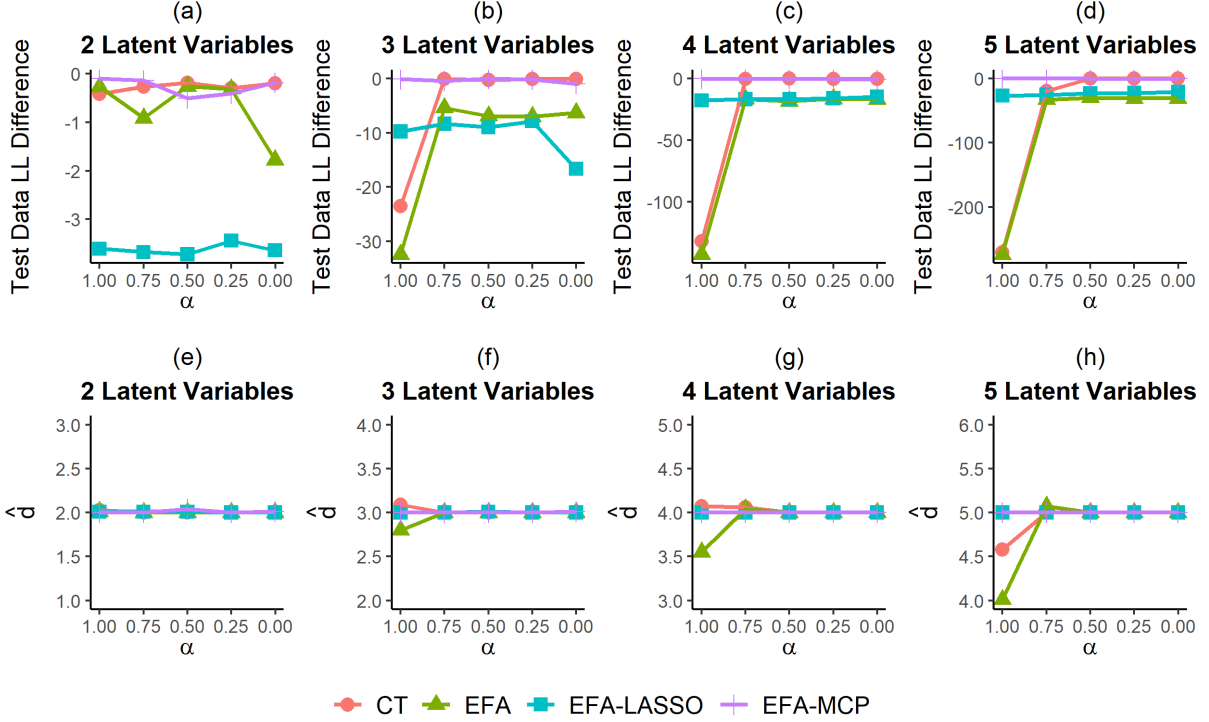 (a)
2 Latent Variables
Test Data LL Difference
0
-1
-2
-3
1.00 0.75 0.50 0.25 0.00
α
(b)
3 Latent Variables
Test Data LL Difference
0
-10
-20
-30
1.00 0.75 0.50 0.25 0.00
α
(c)
4 Latent Variables
Test Data LL Difference
0
-50
-100
1.00 0.75 0.50 0.25 0.00
α
(d)
5 Latent Variables
Test Data LL Difference
0
-100
-200
1.00 0.75 0.50 0.25 0.00
α
(e)
2 Latent Variables
d̂
3.0
2.5
2.0
1.5
1.0
1.00 0.75 0.50 0.25 0.00
α
(f)
3 Latent Variables
d̂
4.0
3.5
3.0
2.5
2.0
1.00 0.75 0.50 0.25 0.00
α
(g)
4 Latent Variables
d̂
5.0
4.5
4.0
3.5
3.0
1.00 0.75 0.50 0.25 0.00
α
(h)
5 Latent Variables
d̂
6.0
5.5
5.0
4.5
4.0
1.00 0.75 0.50 0.25 0.00
α
CT EFA EFA-LASSO EFA-MCP